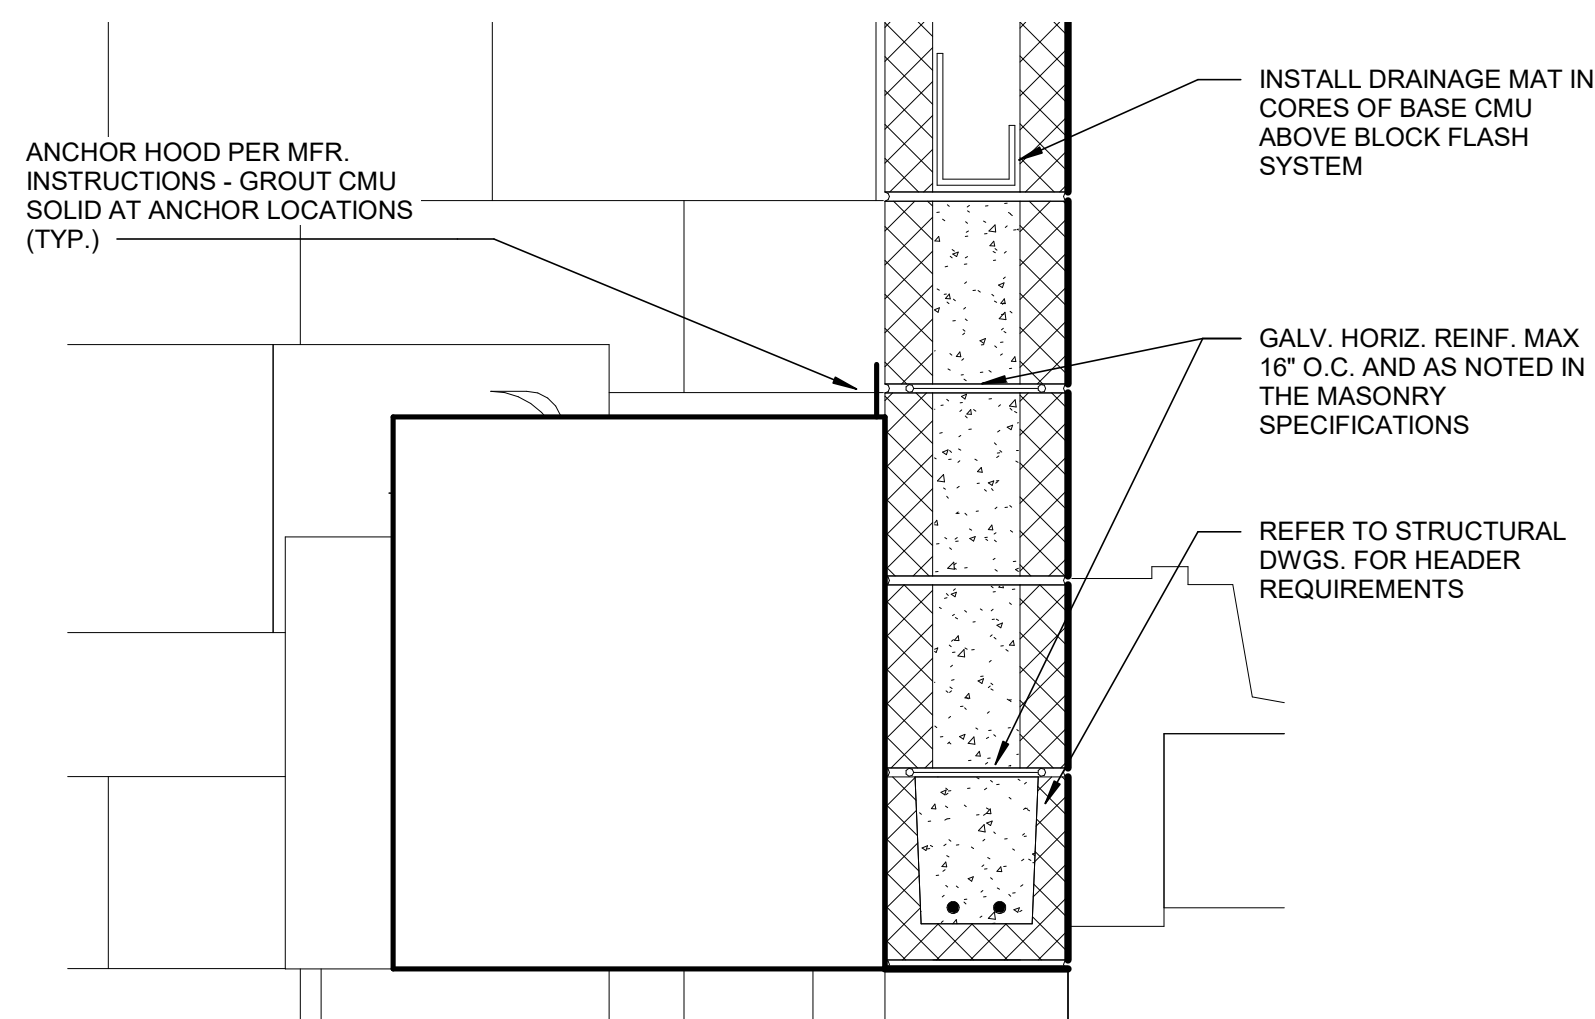 INSTALL DRAINAGE MAT IN
CORES OF BASE CMU
ABOVE BLOCK FLASH
SYSTEM
ANCHOR HOOD PER MFR.
INSTRUCTIONS - GROUT CMU
SOLID AT ANCHOR LOCATIONS
(TYP.)
GALV. HORIZ. REINF. MAX
16" O.C. AND AS NOTED IN
THE MASONRY
SPECIFICATIONS
REFER TO STRUCTURAL
DWGS. FOR HEADER
REQUIREMENTS